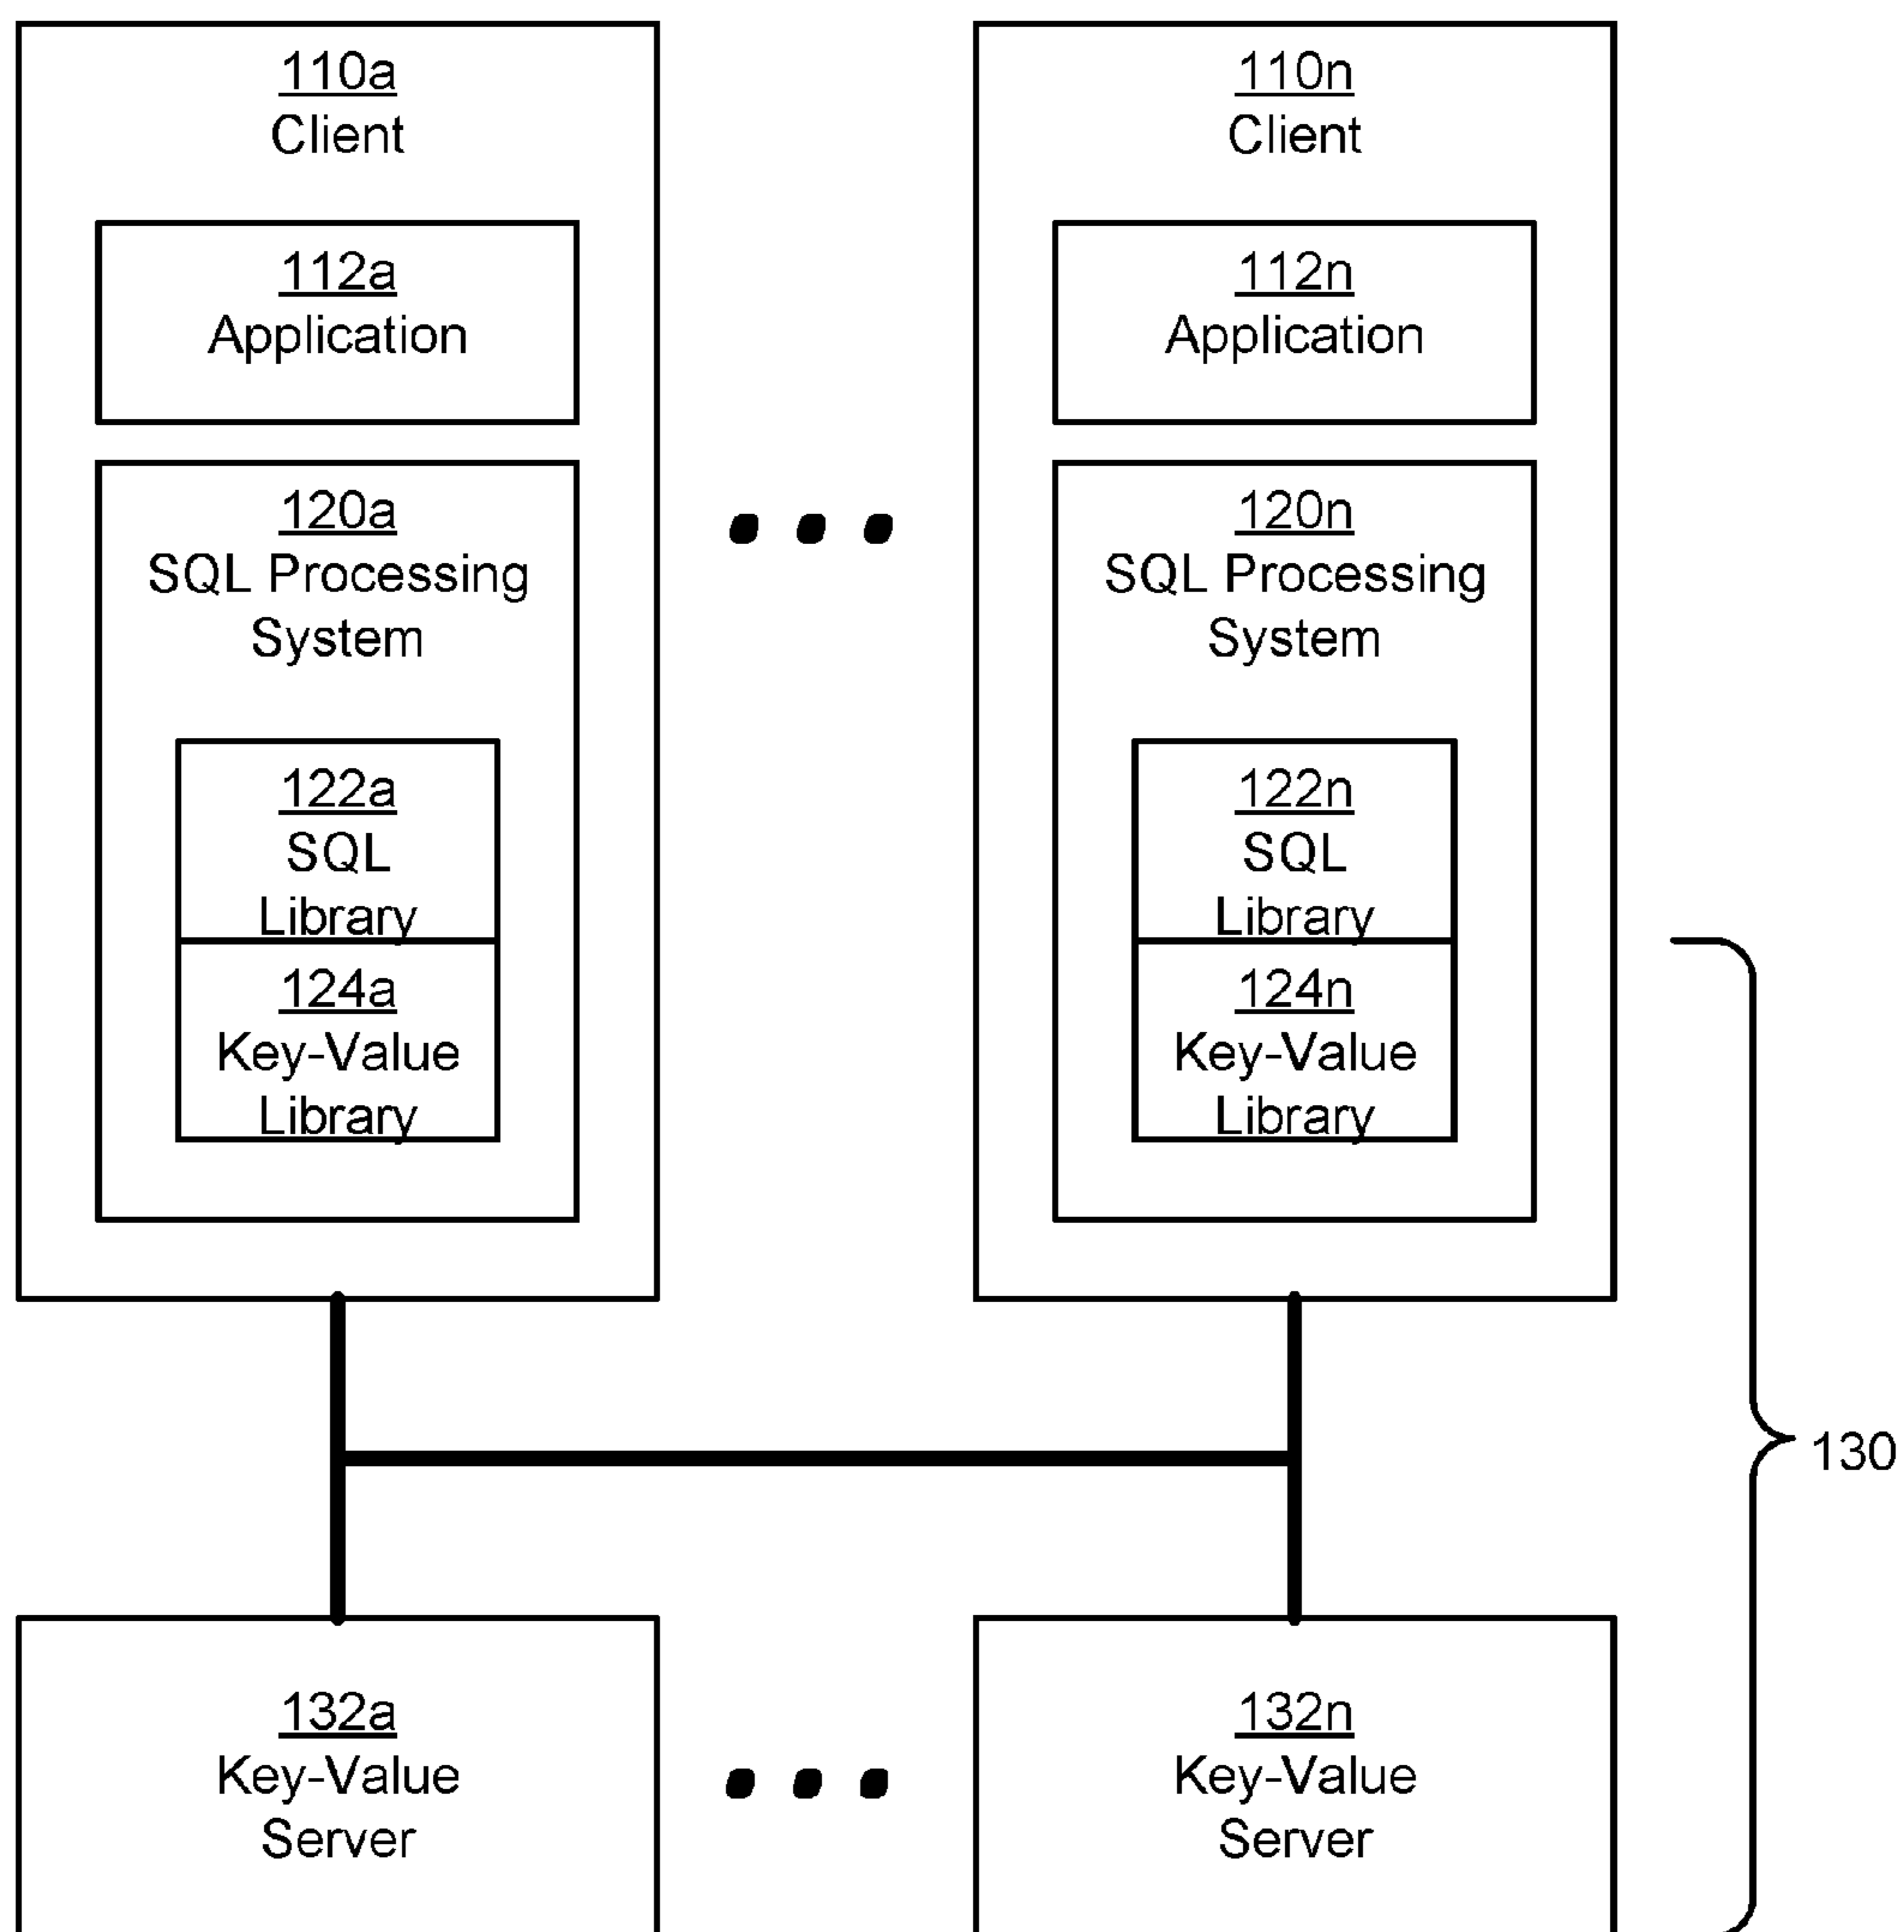 110a
Client
112a
Application
120a
SQL Processing
System
122a
SQL
Library
124a
Key-Value
Library
110n
Client
112n
Application
120n
SQL Processing
System
122n
SQL
Library
124n
Key-Value
Library
130
132a
Key-Value
Server
132n
Key-Value
Server